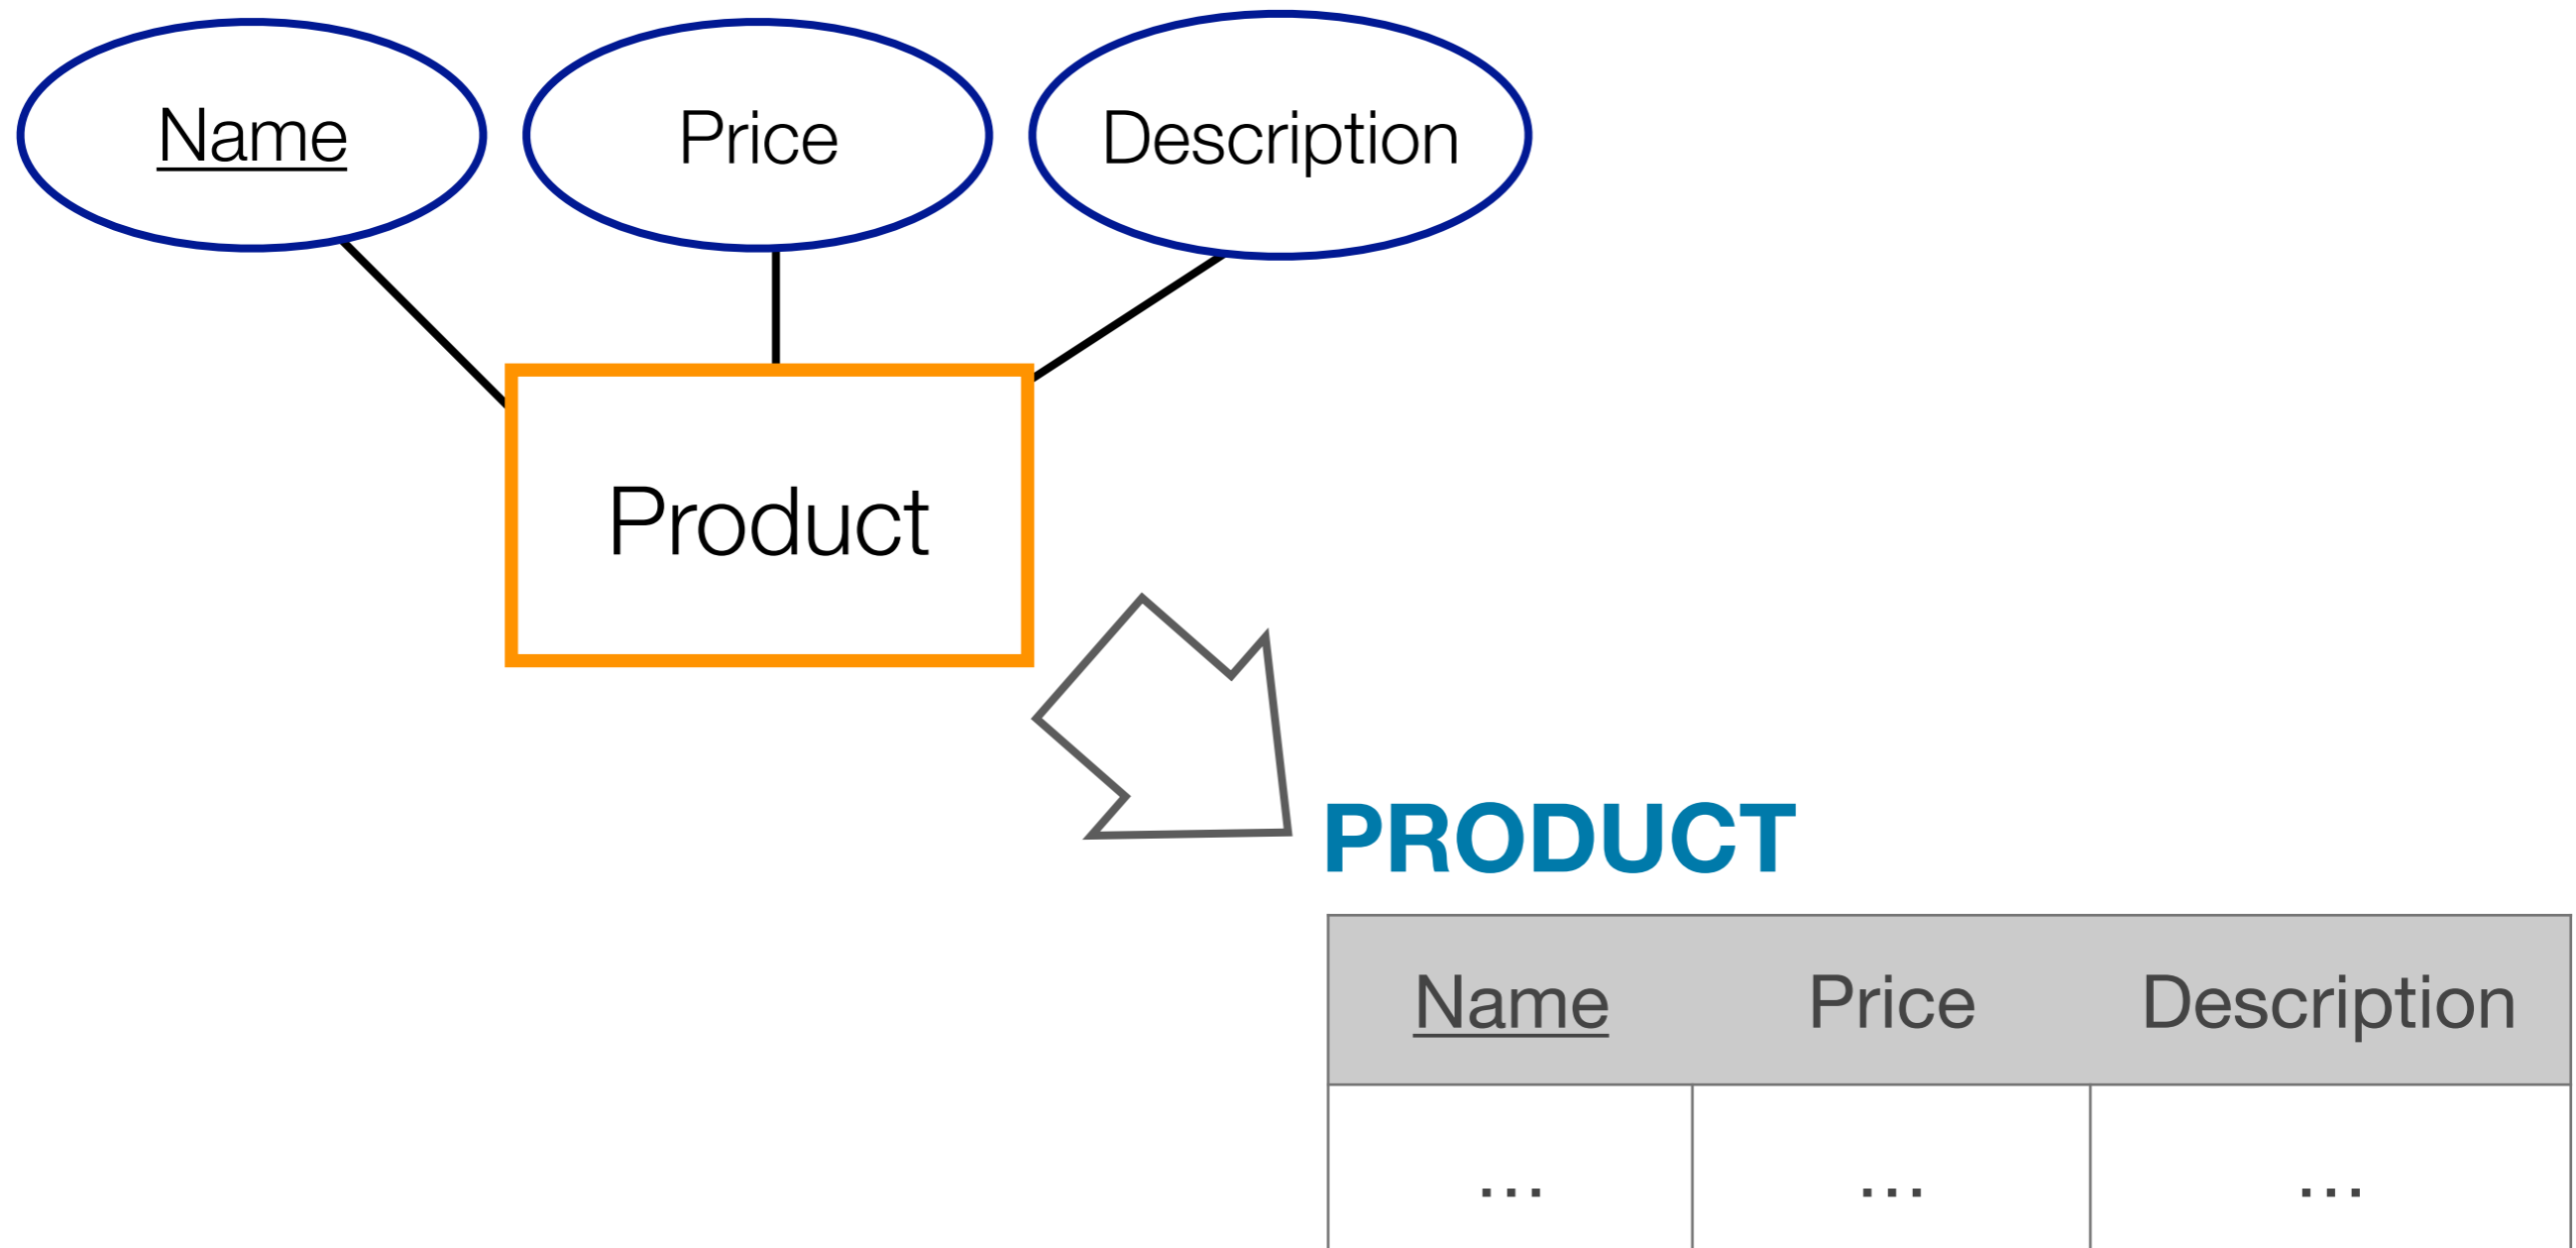 Name Price Description
Product
PRODUCT
Name Price Description
... ... ...